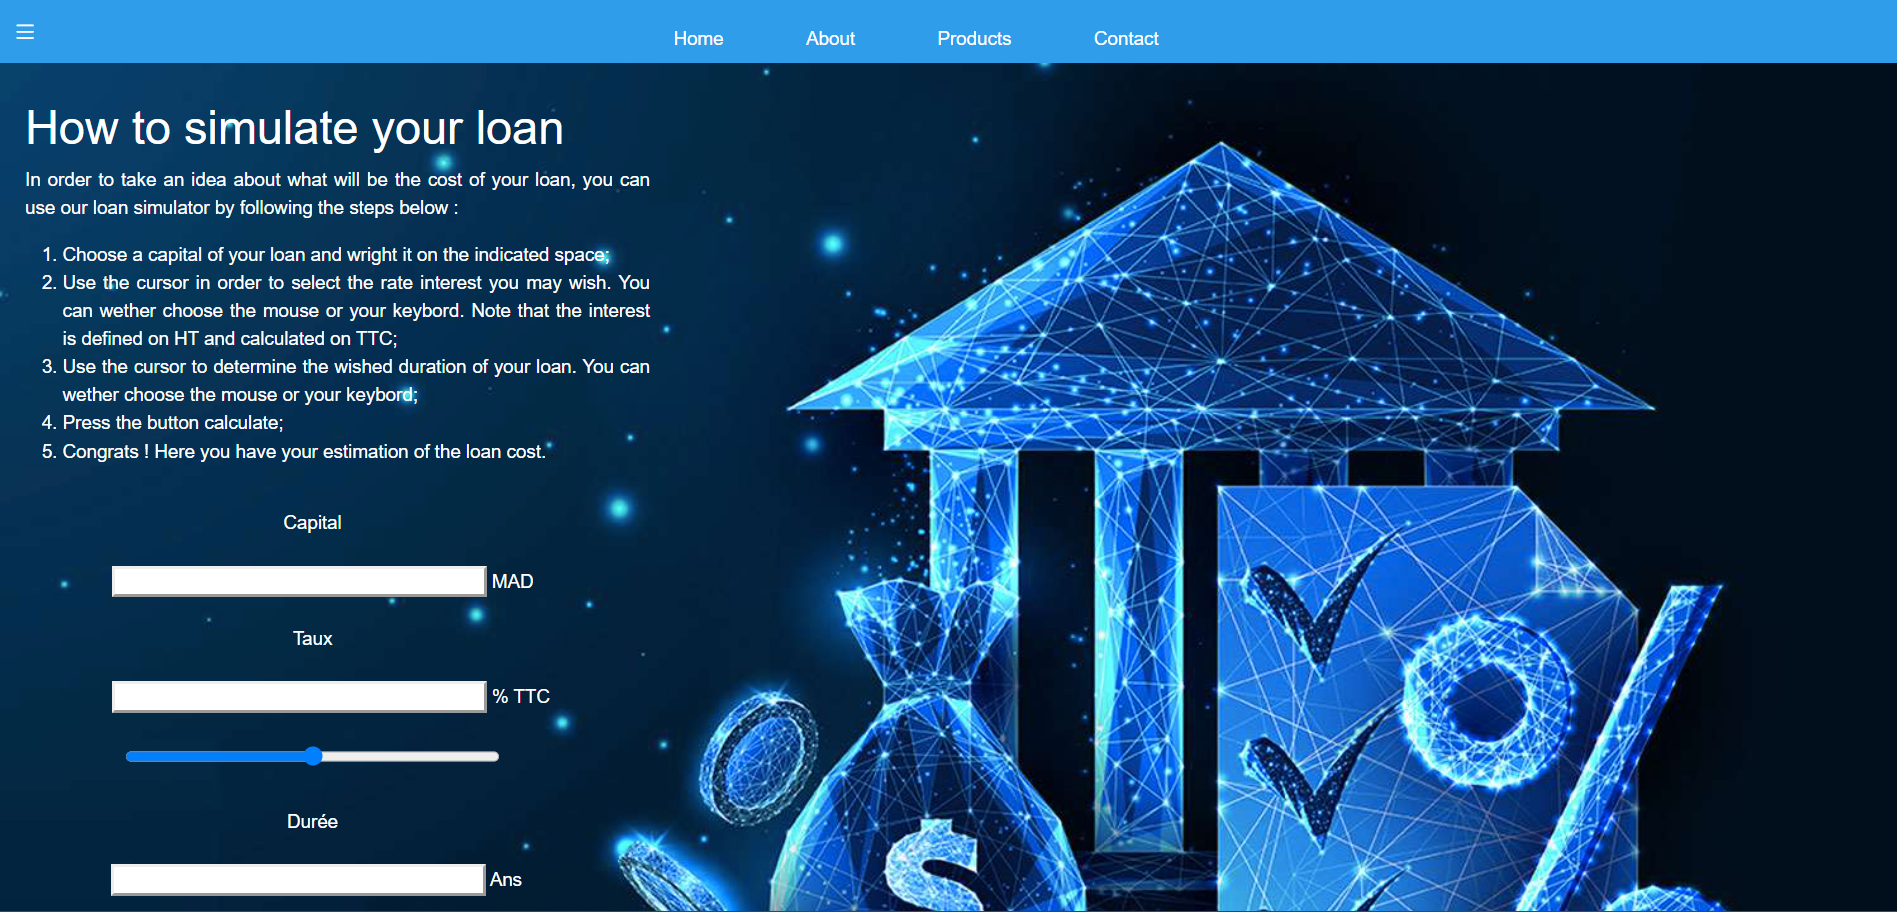 Home About Products Contact
How to simulate your loan
In order to take an idea about what will be the cost of your loan, you can
use our loan simulator by following the steps below :
1. Choose a capital of your loan and wright it on the indicated space;
2. Use the cursor in order to select the rate interest you may wish. You
can wether choose the mouse or your keybord. Note that the interest
is defined on HT and calculated on TTC;
3. Use the cursor to determine the wished duration of your loan. You can
wether choose the mouse or your keybord;
4. Press the button calculate;
5. Congrats ! Here you have your estimation of the loan cost.
Capital
MAD
Taux
% TTC
Durée
Ans
$
%